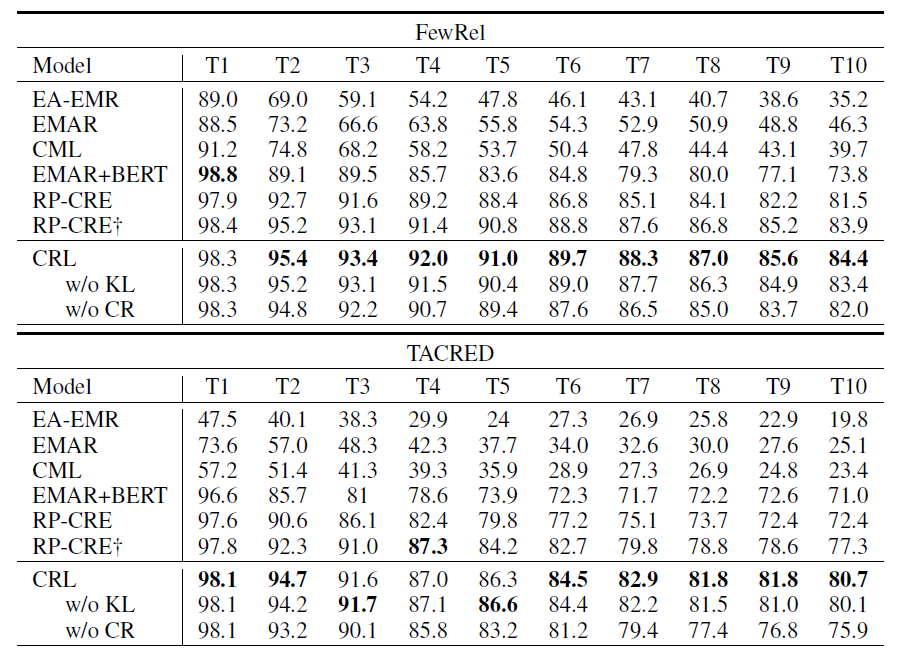 FewRel
Model T1 T2 T3 T4 T5 T6 T7 T8 T9 T10
EA-EMR 89.0 69.0 59.1 54.2 47.8 46.1 43.1 40.7 38.6 35.2
EMAR 88.5 73.2 66.6 63.8 55.8 54.3 52.9 50.9 48.8 46.3
CML 91.2 74.8 68.2 58.2 53.7 50.4 47.8 44.4 43.1 39.7
EMAR+BERT 98.8 89.1 89.5 85.7 83.6 84.8 79.3 80.0 77.1 73.8
RP-CRE 97.9 92.7 91.6 89.2 88.4 86.8 85.1 84.1 82.2 81.5
RP-CRE† 98.4 95.2 93.1 91.4 90.8 88.8 87.6 86.8 85.2 83.9
CRL 98.3 95.4 93.4 92.0 91.0 89.7 88.3 87.0 85.6 84.4
w/o KL 98.3 95.2 93.1 91.5 90.4 89.0 87.7 86.3 84.9 83.4
w/o CR 98.3 94.8 92.2 90.7 89.4 87.6 86.5 85.0 83.7 82.0
TACRED
Model T1 T2 T3 T4 T5 T6 T7 T8 T9 T10
EA-EMR 47.5 40.1 38.3 29.9 24 27.3 26.9 25.8 22.9 19.8
EMAR 73.6 57.0 48.3 42.3 37.7 34.0 32.6 30.0 27.6 25.1
CML 57.2 51.4 41.3 39.3 35.9 28.9 27.3 26.9 24.8 23.4
EMAR+BERT 96.6 85.7 81 78.6 73.9 72.3 71.7 72.2 72.6 71.0
RP-CRE 97.6 90.6 86.1 82.4 79.8 77.2 75.1 73.7 72.4 72.4
RP-CRE† 97.8 92.3 91.0 87.3 84.2 82.7 79.8 78.8 78.6 77.3
CRL 98.1 94.7 91.6 87.0 86.3 84.5 82.9 81.8 81.8 80.7
w/o KL 98.1 94.2 91.7 87.1 86.6 84.4 82.2 81.5 81.0 80.1
w/o CR 98.1 93.2 90.1 85.8 83.2 81.2 79.4 77.4 76.8 75.9